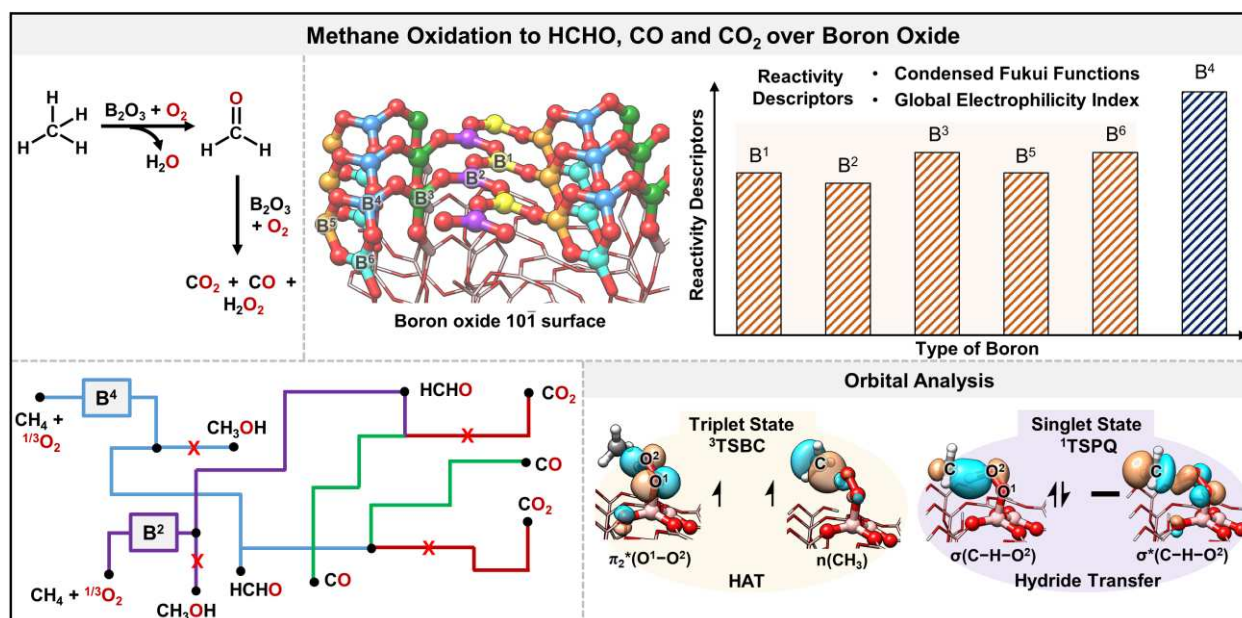 Methane Oxidation to HCHO, CO and CO₂ over Boron Oxide
H
H
H
C
H
B₂O₃ + O₂
H₂O
O
C
H H
B₂O₃
+ O₂
CO₂ + CO +
H₂O₂
B¹
B²
B³
B⁴
B⁵
B⁶
Boron oxide 101̅ surface
Reactivity
Descriptors
• Condensed Fukui Functions
• Global Electrophilicity Index
Reactivity Descriptors
B¹
B²
B³
B⁵
B⁶
B⁴
Type of Boron
B⁴
CH₄ +
1/3O₂
X
CH₃OH
HCHO
X
CO₂
CO
CO₂
X
B²
X
CH₄ + 1/3O₂
CH₃OH
HCHO
CO
Orbital Analysis
Triplet State
³TSBC
O²
O¹
C
π₂*(O¹−O²)
n(CH₃)
HAT
Singlet State
¹TSPQ
C
O²
O¹
C
σ(C−H−O²)
σ*(C−H−O²)
Hydride Transfer